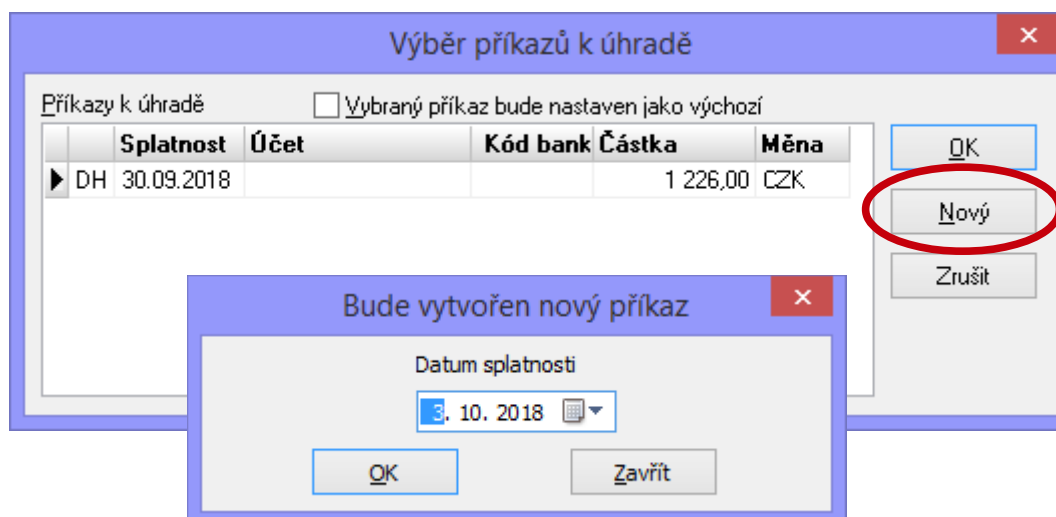 Výběr příkazů k úhradě
Příkazy k úhradě Vybraný příkaz bude nastaven jako výchozí
Splatnost Účet Kód bank Částka Měna
DH 30.09.2018 1 226,00 CZK
OK
Nový
Zrušit
Bude vytvořen nový příkaz
Datum splatnosti
3. 10. 2018
OK Zavřít